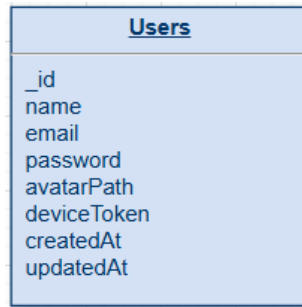 Users
_id
name
email
password
avatarPath
deviceToken
createdAt
updatedAt